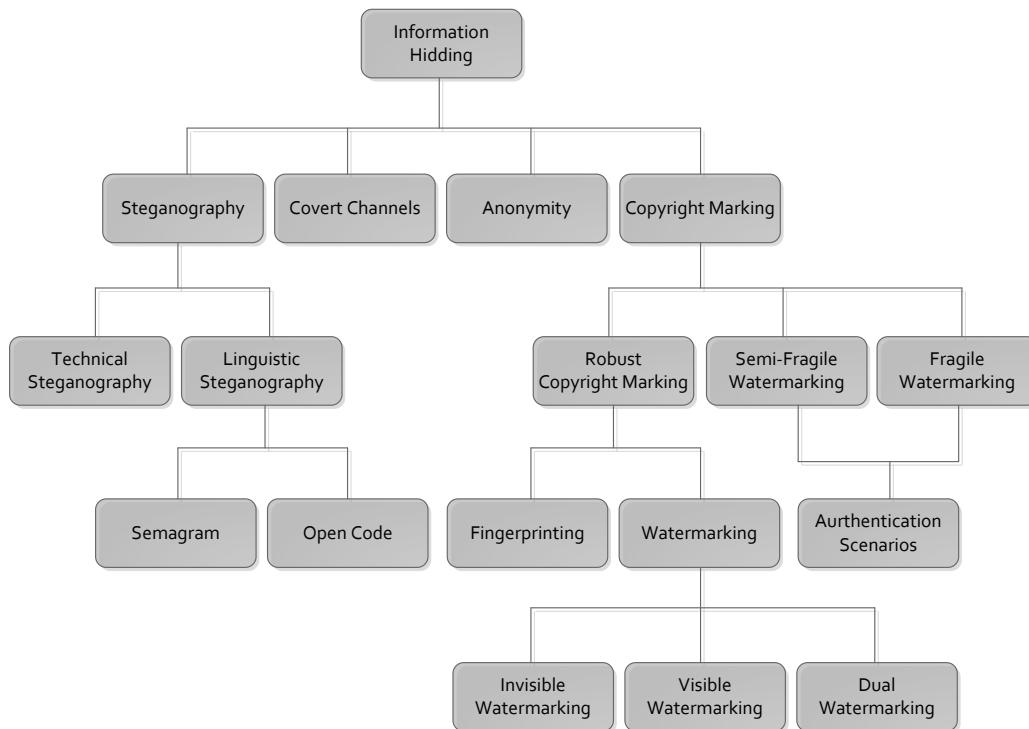 Information
Hidding
Steganography
Covert Channels
Anonymity
Copyright Marking
Technical
Steganography
Linguistic
Steganography
Robust
Copyright Marking
Semi-Fragile
Watermarking
Fragile
Watermarking
Semagram
Open Code
Fingerprinting
Watermarking
Aurthentication
Scenarios
Invisible
Watermarking
Visible
Watermarking
Dual
Watermarking